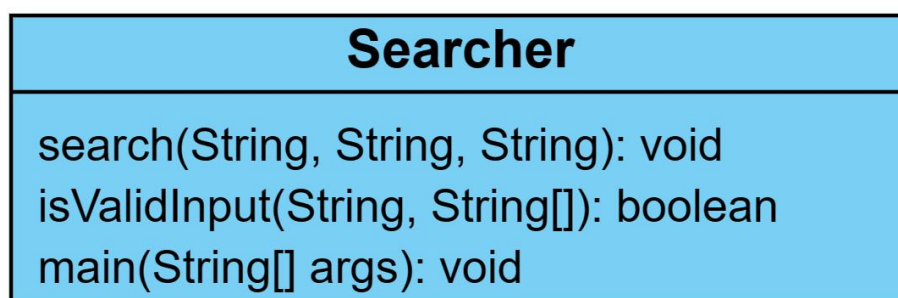 Searcher
search(String, String, String): void
isValidInput(String, String[]): boolean
main(String[] args): void